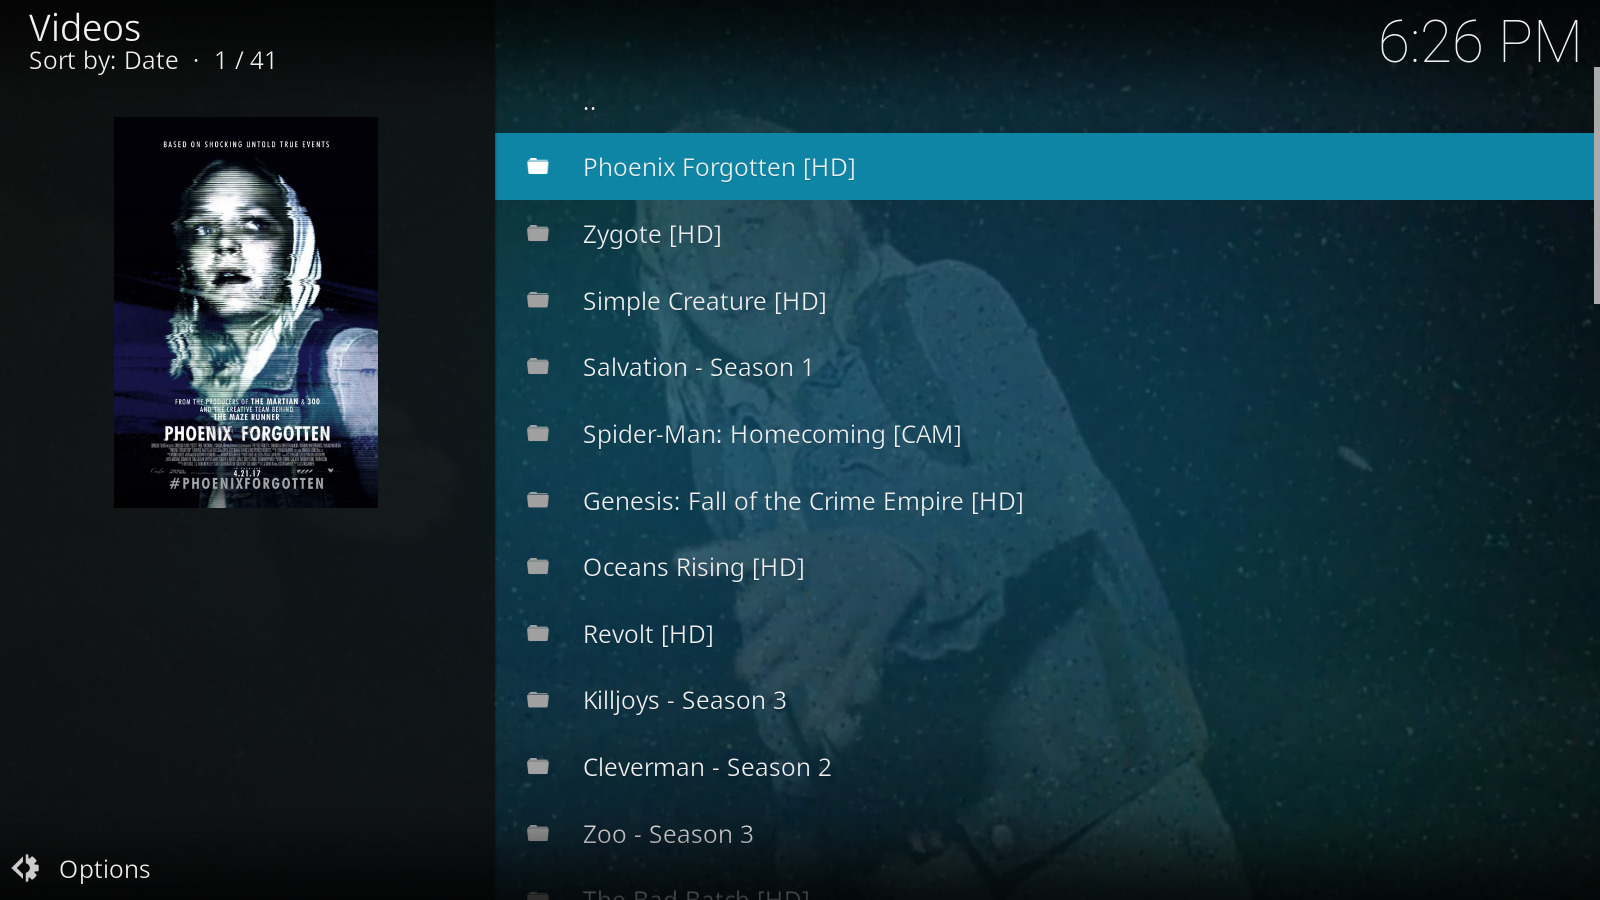 Videos
Sort by: Date · 1 / 41
6:26 PM
..
BASED ON SHOCKING UNTOLD TRUE EVENTS
FROM THE PRODUCERS OF THE MARTIAN & 300
AND THE CREATIVE TEAM BEHIND
THE MAZE RUNNER
PHOENIX FORGOTTEN
4.21.17
#PHOENIXFORGOTTEN
Phoenix Forgotten [HD]
Zygote [HD]
Simple Creature [HD]
Salvation - Season 1
Spider-Man: Homecoming [CAM]
Genesis: Fall of the Crime Empire [HD]
Oceans Rising [HD]
Revolt [HD]
Killjoys - Season 3
Cleverman - Season 2
Zoo - Season 3
The Bad Batch [HD]
Options